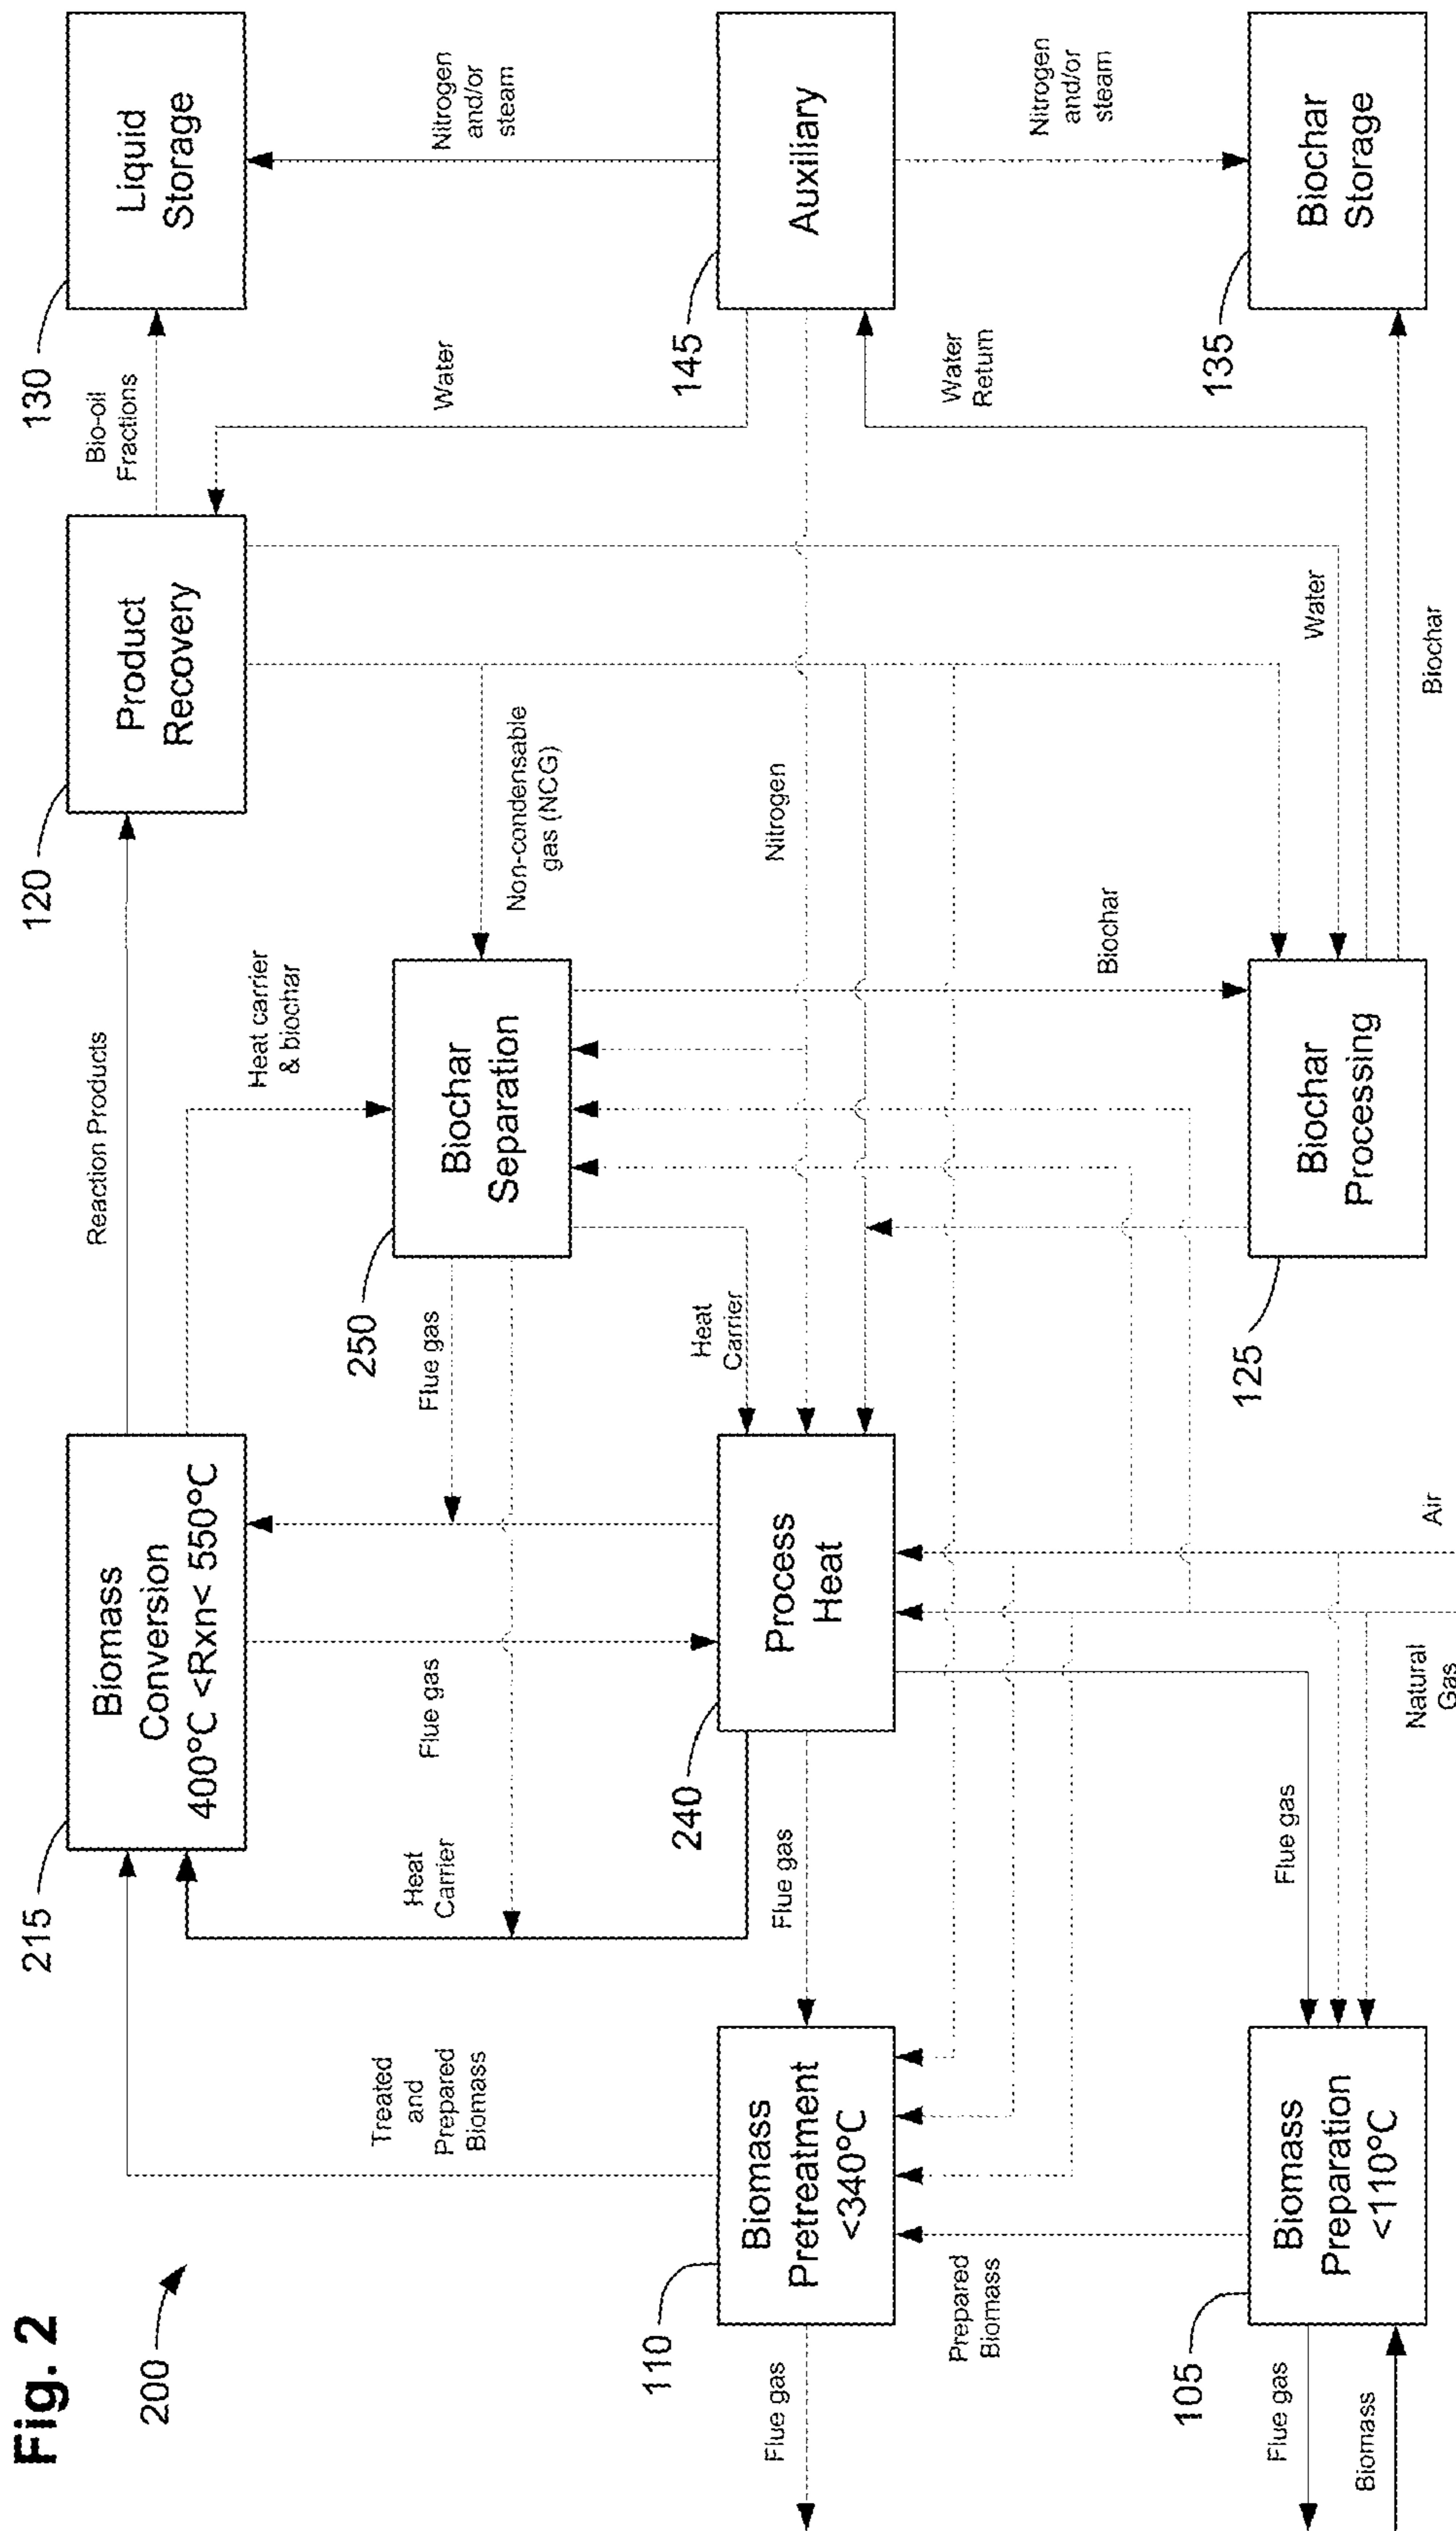 Fig. 2
200
215
Biomass
Conversion
400°C <Rxn< 550°C
Reaction Products
120
Product
Recovery
Bio-oil
Fractions
130
Liquid
Storage
Treated
and
Prepared
Biomass
Heat
Carrier
Flue gas
Flue gas
250
Biochar
Separation
Heat carrier
& biochar
Non-condensable
gas (NCG)
Water
Nitrogen
and/or
steam
110
Biomass
Pretreatment
<340°C
Flue gas
Flue gas
240
Process
Heat
Heat
Carrier
Nitrogen
145
Auxiliary
Prepared
Biomass
Biochar
Water
Return
Nitrogen
and/or
steam
105
Biomass
Preparation
<110°C
Flue gas
Biomass
Flue gas
Natural
Gas
Air
125
Biochar
Processing
Water
Biochar
135
Biochar
Storage